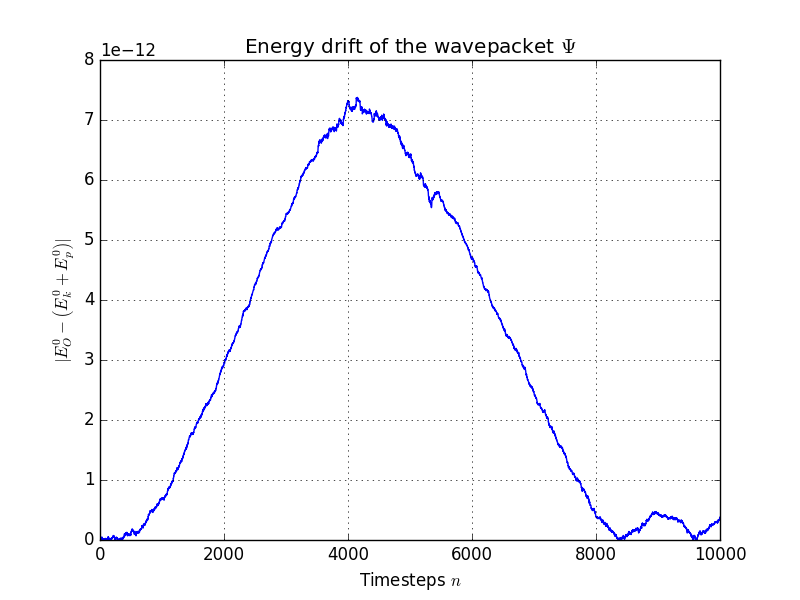 Energy drift of the wavepacket Ψ
1e−12
8
7
6
5
4
3
2
1
0
|E_O^0 − (E_k^0 + E_p^0)|
0 2000 4000 6000 8000 10000
Timesteps n